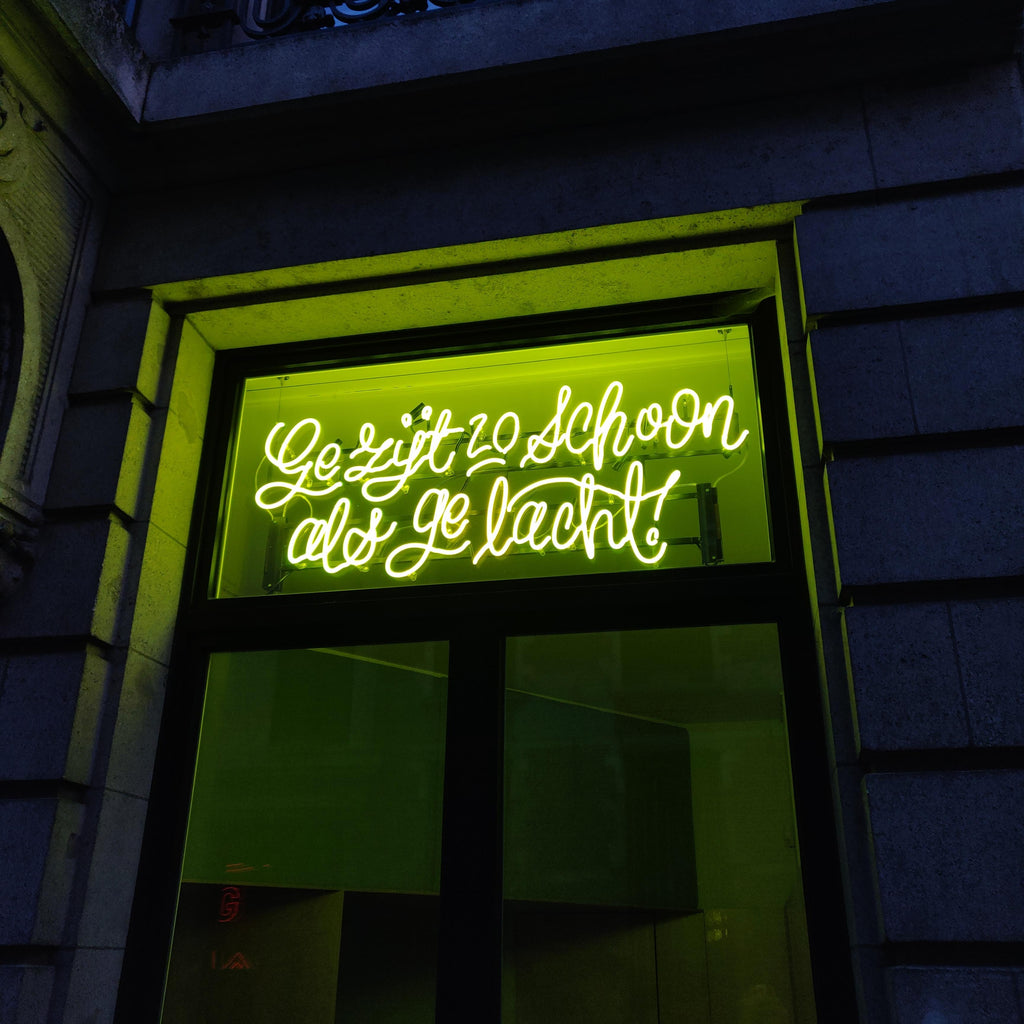 Ge zijt zo schoon
als ge lacht!
G